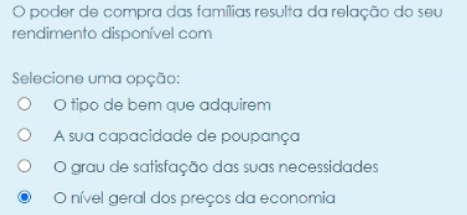 O poder de compra das famílias resulta da relação do seu
rendimento disponível com
Selecione uma opção:
O tipo de bem que adquirem
A sua capacidade de poupança
O grau de satisfação das suas necessidades
O nível geral dos preços da economia